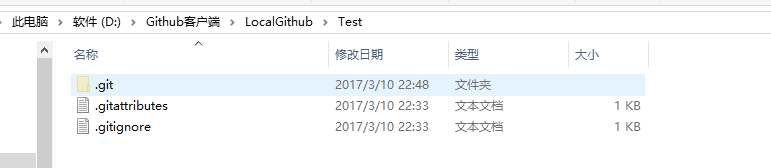 此电脑 > 软件 (D:) > Github客户端 > LocalGithub > Test
名称 修改日期 类型 大小
.git 2017/3/10 22:48 文件夹
.gitattributes 2017/3/10 22:33 文本文档 1 KB
.gitignore 2017/3/10 22:33 文本文档 1 KB